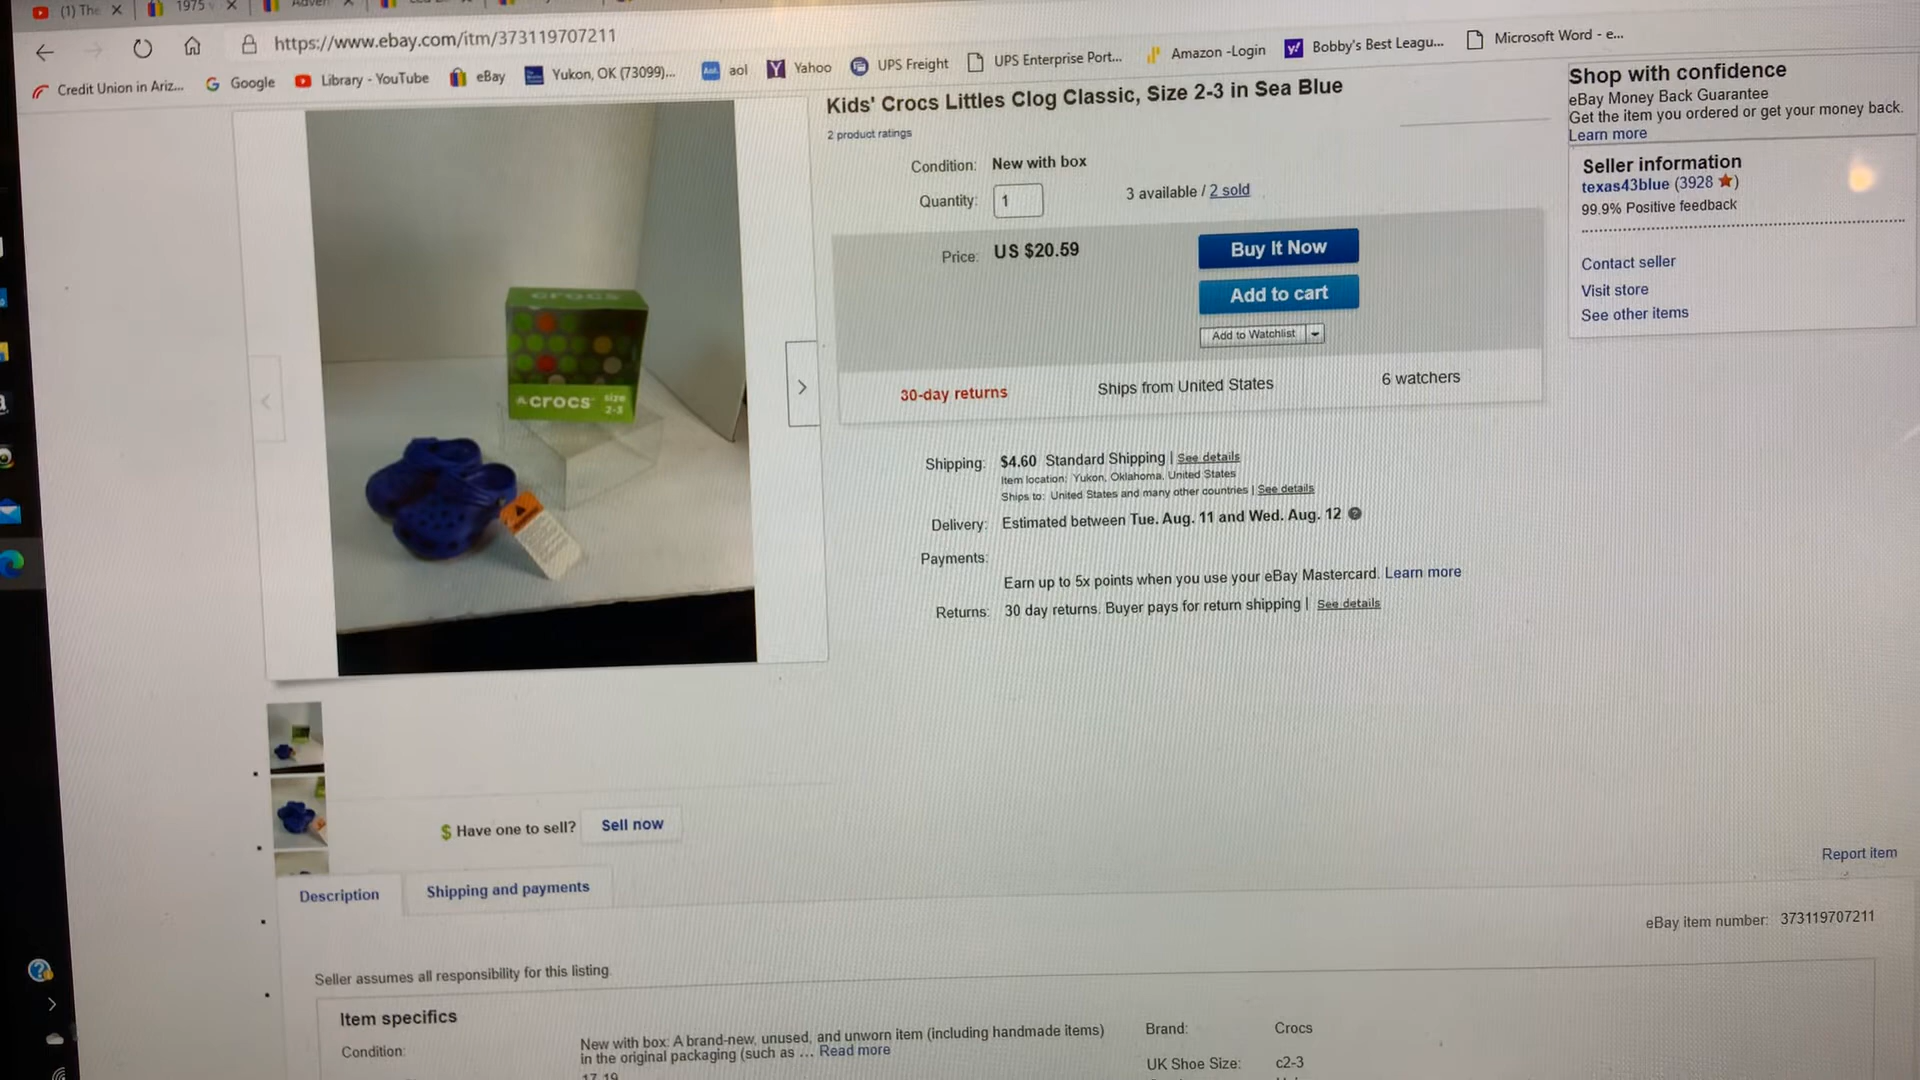 (1) The
1975
https://www.ebay.com/itm/373119707211
Credit Union in Ariz...
Google
Library - YouTube
eBay
Yukon, OK (73099)...
aol
Yahoo
UPS Freight
UPS Enterprise Port...
Amazon -Login
Bobby's Best Leagu...
Microsoft Word - e...
Kids' Crocs Littles Clog Classic, Size 2-3 in Sea Blue
2 product ratings
Condition: New with box
Quantity: 1
3 available / 2 sold
Price: US $20.59
Buy It Now
Add to cart
Add to Watchlist
30-day returns
Ships from United States
6 watchers
Shipping: $4.60 Standard Shipping | See details
Item location: Yukon, Oklahoma, United States
Ships to: United States and many other countries | See details
Delivery: Estimated between Tue. Aug. 11 and Wed. Aug. 12
Payments:
Earn up to 5x points when you use your eBay Mastercard. Learn more
Returns: 30 day returns. Buyer pays for return shipping | See details
Shop with confidence
eBay Money Back Guarantee
Get the item you ordered or get your money back.
Learn more
Seller information
texas43blue (3928 ★)
99.9% Positive feedback
Contact seller
Visit store
See other items
crocs
crocs size
2-3
$ Have one to sell? Sell now
Report item
Description
Shipping and payments
eBay item number: 373119707211
Seller assumes all responsibility for this listing.
Item specifics
Condition: New with box: A brand-new, unused, and unworn item (including handmade items)
in the original packaging (such as ... Read more
Brand: Crocs
UK Shoe Size: c2-3